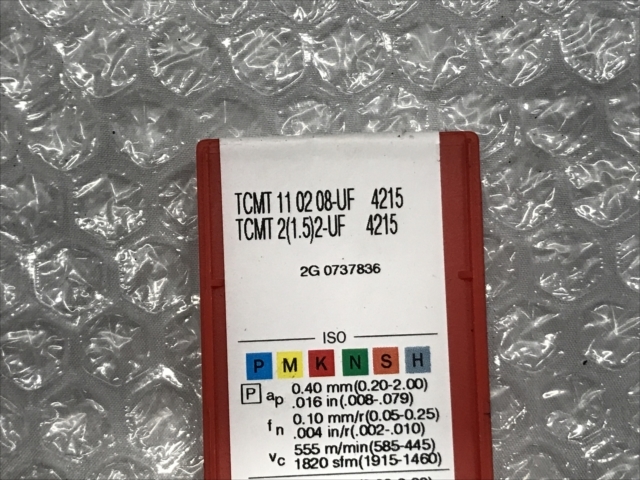 TCMT 11 02 08-UF 4215
TCMT 2(1.5)2-UF 4215
2G 0737836
ISO
P M K N S H
P ap 0.40 mm(0.20-2.00)
.016 in(.008-.079)
fn 0.10 mm/r(0.05-0.25)
.004 in/r(.002-.010)
vc 555 m/min(585-445)
1820 sfm(1915-1460)